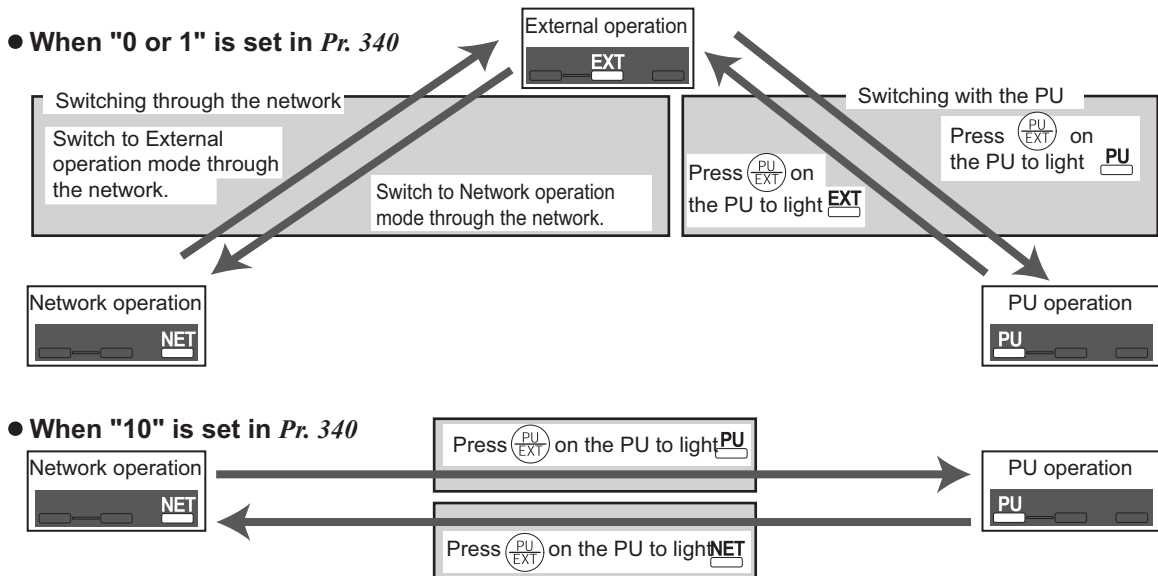 External operation
EXT
● When "0 or 1" is set in Pr. 340
Switching through the network
Switch to External
operation mode through
the network.
Switch to Network operation
mode through the network.
Switching with the PU
Press PU/EXT on
the PU to light PU
Press PU/EXT on
the PU to light EXT
Network operation
NET
PU operation
PU
● When "10" is set in Pr. 340
Network operation
NET
Press PU/EXT on the PU to light PU
PU operation
PU
Press PU/EXT on the PU to light NET